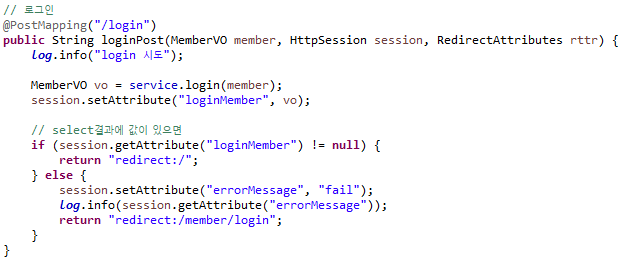 // 로그인
@PostMapping("/login")
public String loginPost(MemberVO member, HttpSession session, RedirectAttributes rttr) {
    log.info("login 시도");

    MemberVO vo = service.login(member);
    session.setAttribute("loginMember", vo);

    // select결과에 값이 있으면
    if (session.getAttribute("loginMember") != null) {
        return "redirect:/";
    } else {
        session.setAttribute("errorMessage", "fail");
        log.info(session.getAttribute("errorMessage"));
        return "redirect:/member/login";
    }
}